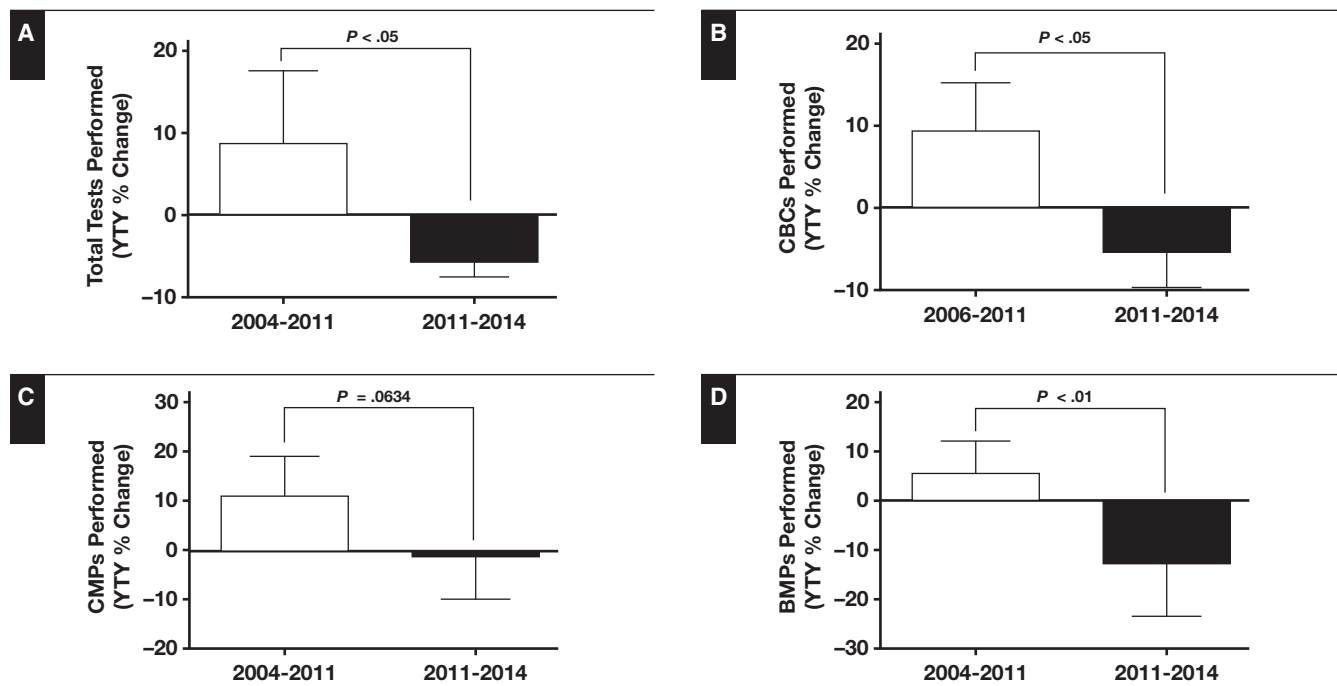 A
Total Tests Performed
(YTY % Change)
20
10
0
−10
P < .05
2004-2011
2011-2014
B
CBCs Performed
(YTY % Change)
20
10
0
−10
P < .05
2006-2011
2011-2014
C
CMPs Performed
(YTY % Change)
30
20
10
0
−10
−20
P = .0634
2004-2011
2011-2014
D
BMPs Performed
(YTY % Change)
20
10
0
−10
−20
−30
P < .01
2004-2011
2011-2014